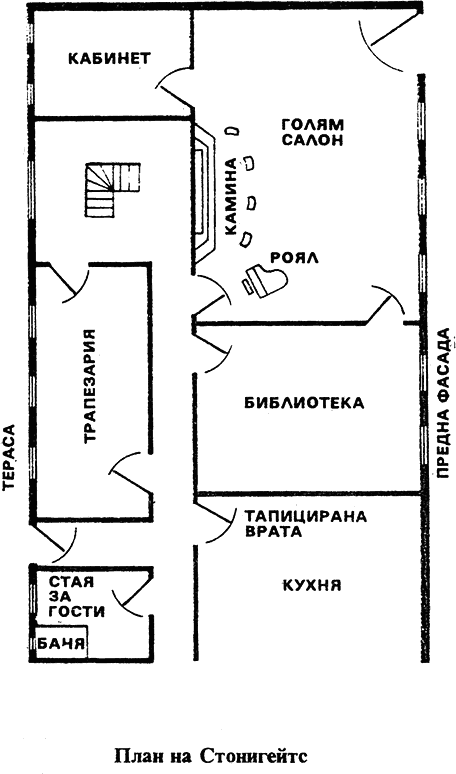 КАБИНЕТ
ГОЛЯМ
САЛОН
КАМИНА
РОЯЛ
ТРАПЕЗАРИЯ
БИБЛИОТЕКА
ТЕРАСА
ПРЕДНА ФАСАДА
ТАПИЦИРАНА
ВРАТА
СТАЯ
ЗА
ГОСТИ
КУХНЯ
БАЧЯ
План на Стонигейтс